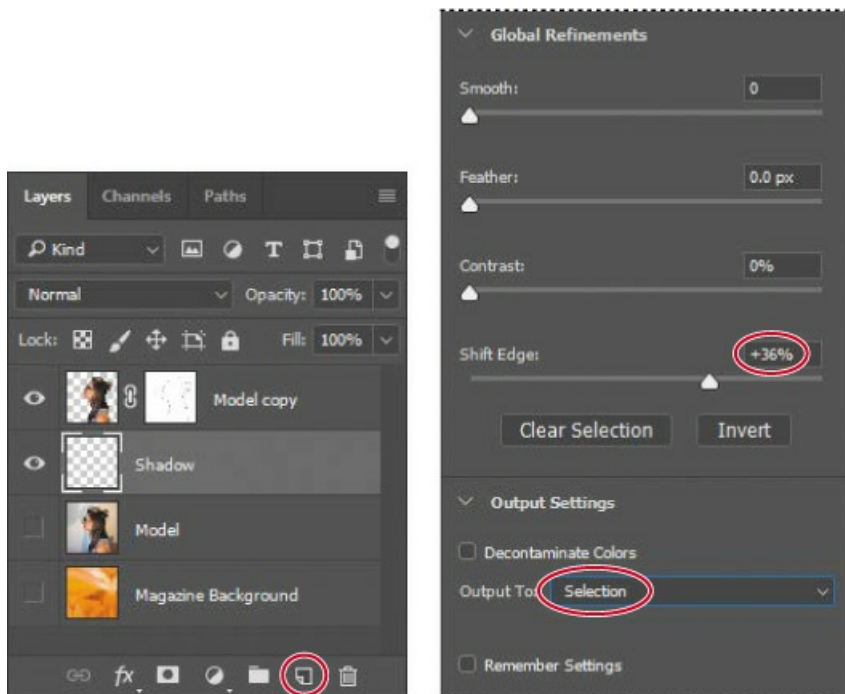 Layers Channels Paths
Kind
Normal Opacity: 100%
Lock: Fill: 100%
Model copy
Shadow
Model
Magazine Background
fx
Global Refinements
Smooth: 0
Feather: 0.0 px
Contrast: 0%
Shift Edge: +36%
Clear Selection Invert
Output Settings
Decontaminate Colors
Output To: Selection
Remember Settings